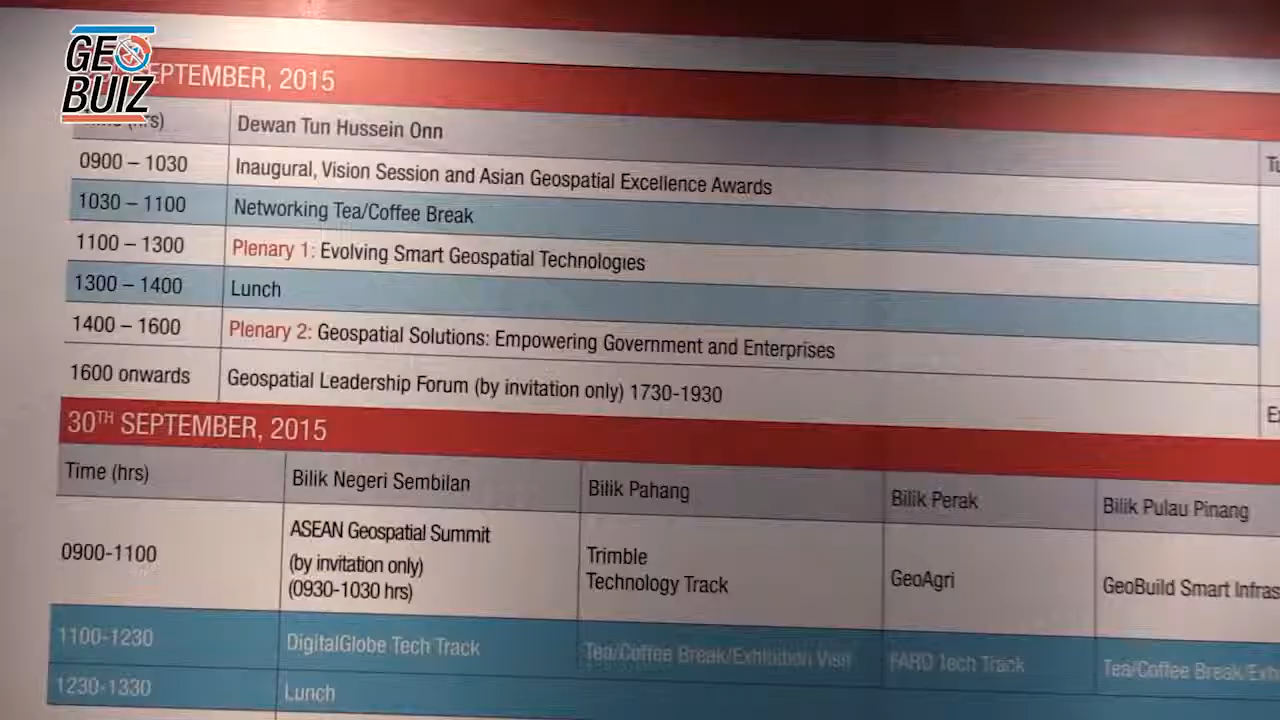 GEO
BUIZ
EPTEMBER, 2015
Time (hrs) Dewan Tun Hussein Onn
0900 – 1030 Inaugural, Vision Session and Asian Geospatial Excellence Awards
1030 – 1100 Networking Tea/Coffee Break
1100 – 1300 Plenary 1: Evolving Smart Geospatial Technologies
1300 – 1400 Lunch
1400 – 1600 Plenary 2: Geospatial Solutions: Empowering Government and Enterprises
1600 onwards Geospatial Leadership Forum (by invitation only) 1730-1930
30TH SEPTEMBER, 2015
Time (hrs) Bilik Negeri Sembilan Bilik Pahang Bilik Perak Bilik Pulau Pinang
0900-1100 ASEAN Geospatial Summit
(by invitation only)
(0930-1030 hrs)
Trimble
Technology Track
GeoAgri
GeoBuild Smart Infras
1100-1230 DigitalGlobe Tech Track Tea/Coffee Break/Exhibition Visit FARO Tech Track Tea/Coffee Break/Exh
1230-1330 Lunch